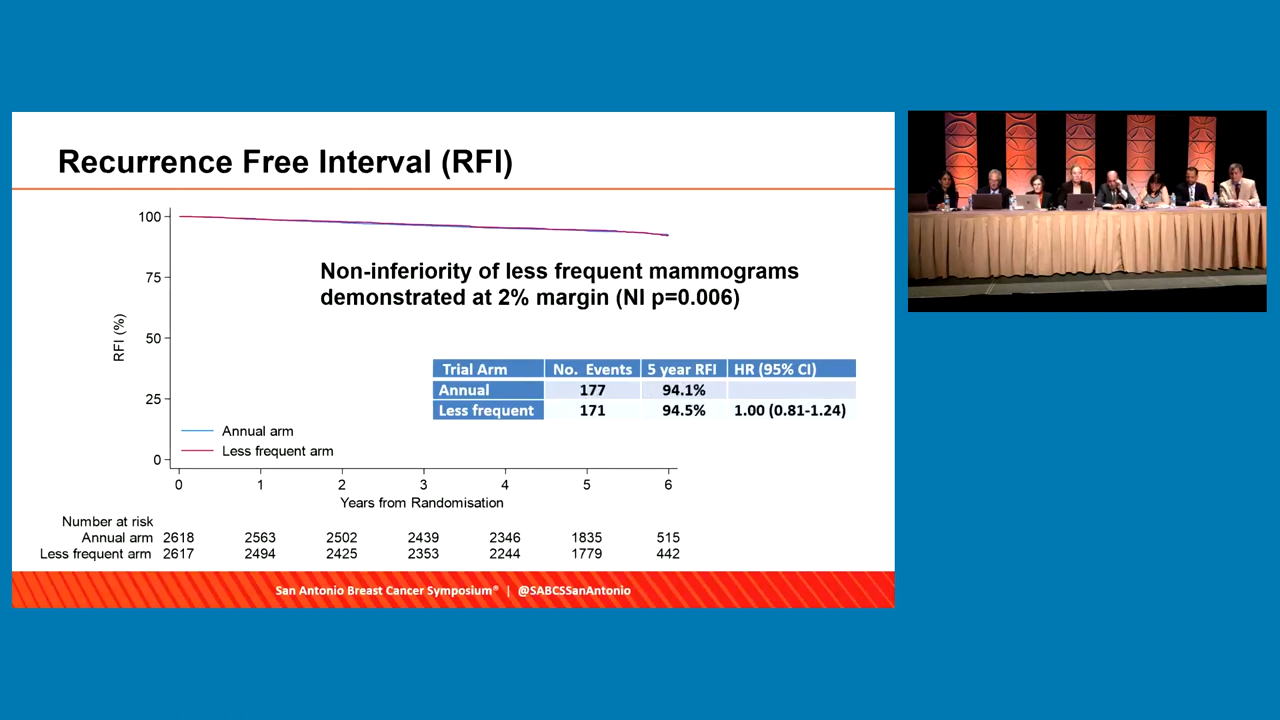 Recurrence Free Interval (RFI)
100
75
50
25
0
RFI (%)
Non-inferiority of less frequent mammograms
demonstrated at 2% margin (NI p=0.006)
Trial Arm No. Events 5 year RFI HR (95% CI)
Annual 177 94.1%
Less frequent 171 94.5% 1.00 (0.81-1.24)
Annual arm
Less frequent arm
0 1 2 3 4 5 6
Years from Randomisation
Number at risk
Annual arm 2618 2563 2502 2439 2346 1835 515
Less frequent arm 2617 2494 2425 2353 2244 1779 442
San Antonio Breast Cancer Symposium® | @SABCSSanAntonio